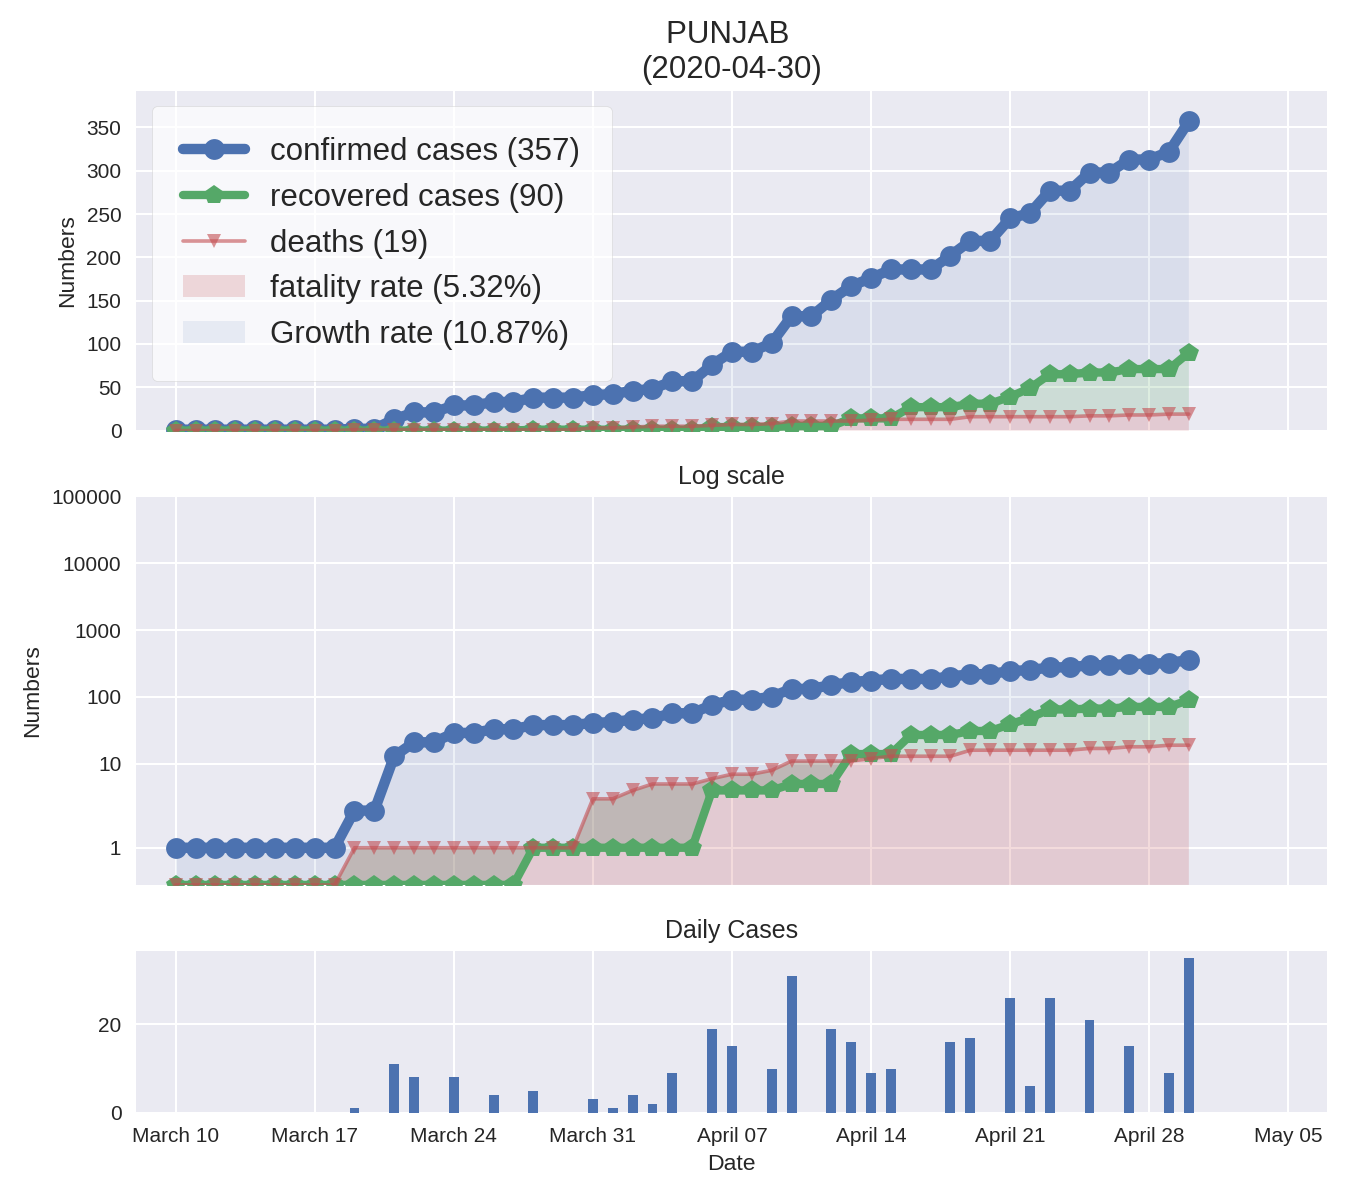 PUNJAB
(2020-04-30)
350
300
250
200
150
100
50
0
Numbers
confirmed cases (357)
recovered cases (90)
deaths (19)
fatality rate (5.32%)
Growth rate (10.87%)
Log scale
100000
10000
1000
100
10
1
Numbers
Daily Cases
20
0
March 10 March 17 March 24 March 31 April 07 April 14 April 21 April 28 May 05
Date